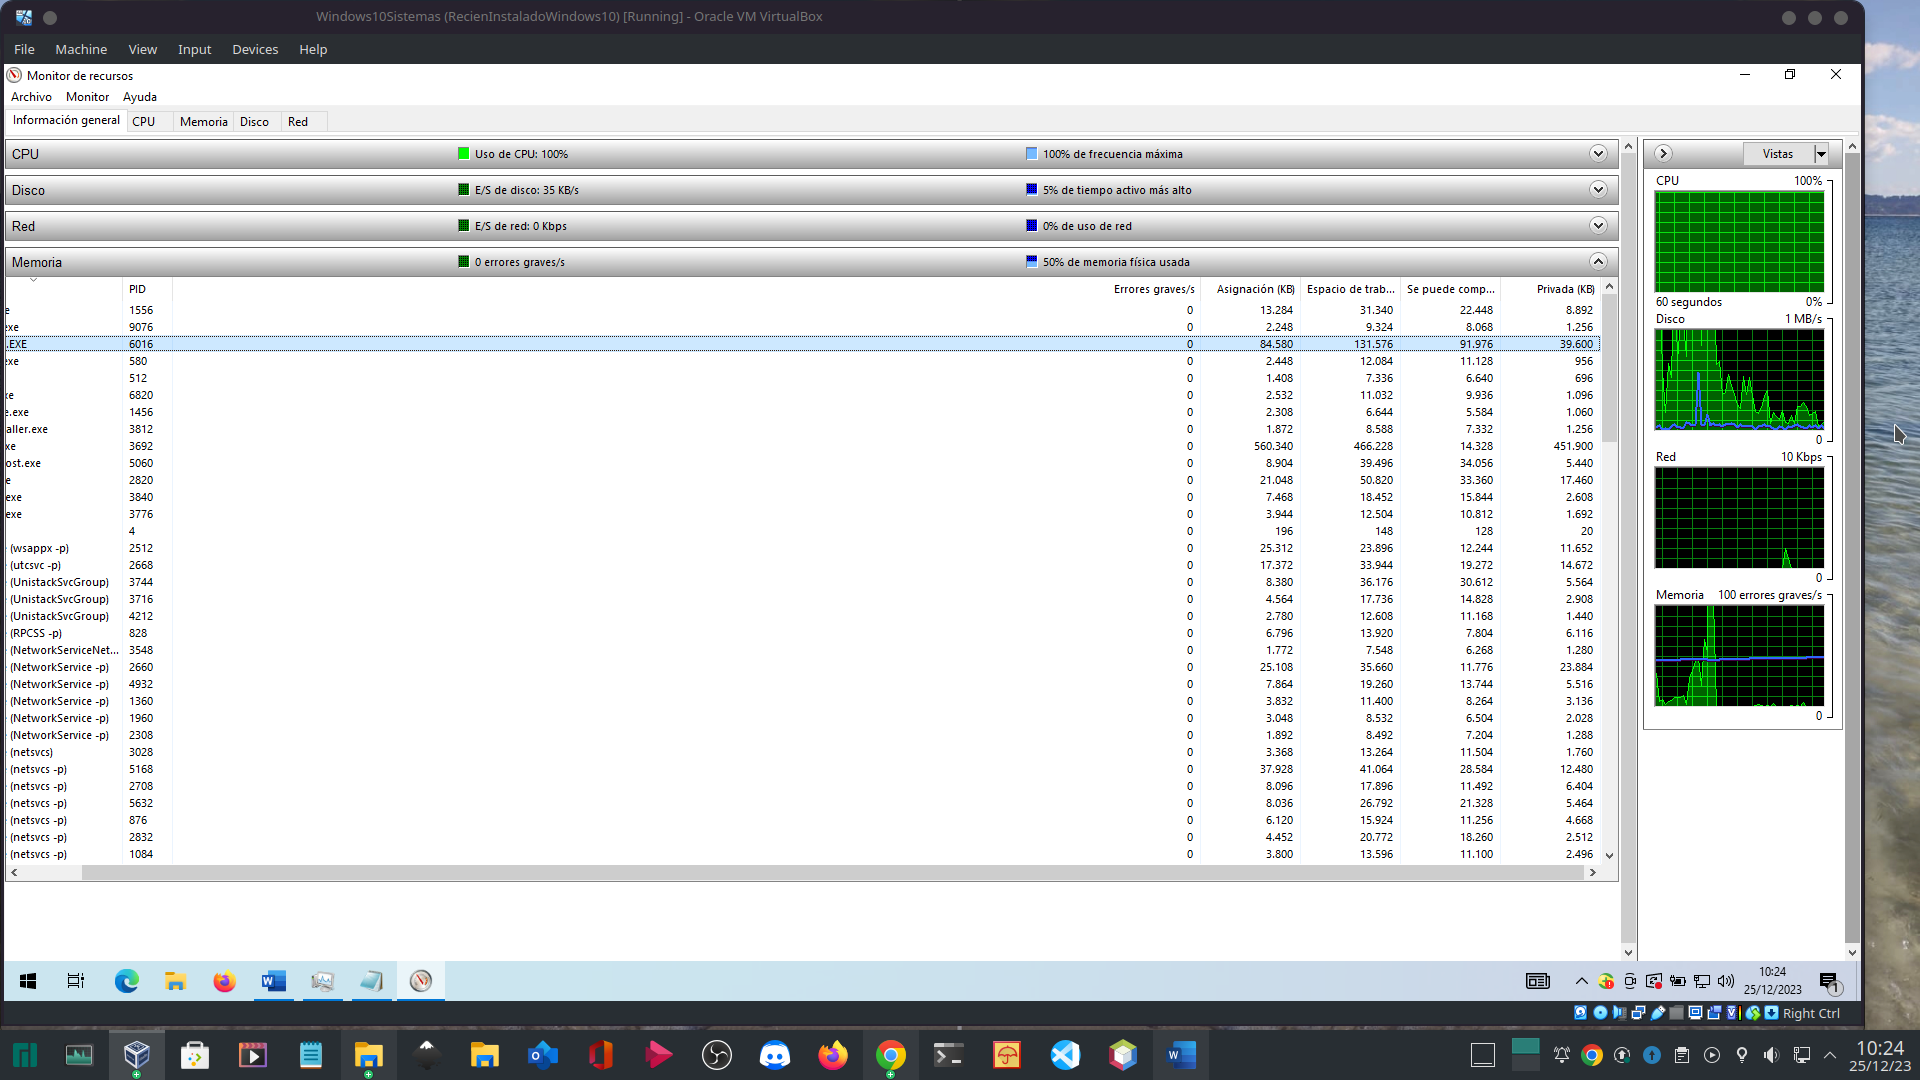 Windows10Sistemas (RecienInstaladoWindows10) [Running] - Oracle VM VirtualBox
File Machine View Input Devices Help
Monitor de recursos
Archivo Monitor Ayuda
Información general CPU Memoria Disco Red
CPU Uso de CPU: 100% 100% de frecuencia máxima
Disco E/S de disco: 35 KB/s 5% de tiempo activo más alto
Red E/S de red: 0 Kbps 0% de uso de red
Memoria 0 errores graves/s 50% de memoria física usada
PID Errores graves/s Asignación (KB) Espacio de trab... Se puede comp... Privada (KB)
e 1556 0 13.284 31.340 22.448 8.892
exe 9076 0 2.248 9.324 8.068 1.256
.EXE 6016 0 84.580 131.576 91.976 39.600
exe 580 0 2.448 12.084 11.128 956
512 0 1.408 7.336 6.640 696
xe 6820 0 2.532 11.032 9.936 1.096
e.exe 1456 0 2.308 6.644 5.584 1.060
aller.exe 3812 0 1.872 8.588 7.332 1.256
xe 3692 0 560.340 466.228 14.328 451.900
ost.exe 5060 0 8.904 39.496 34.056 5.440
e 2820 0 21.048 50.820 33.360 17.460
exe 3840 0 7.468 18.452 15.844 2.608
exe 3776 0 3.944 12.504 10.812 1.692
4 0 196 148 128 20
(wsappx -p) 2512 0 25.312 23.896 12.244 11.652
(utcsvc -p) 2668 0 17.372 33.944 19.272 14.672
(UnistackSvcGroup) 3744 0 8.380 36.176 30.612 5.564
(UnistackSvcGroup) 3716 0 4.564 17.736 14.828 2.908
(UnistackSvcGroup) 4212 0 2.780 12.608 11.168 1.440
(RPCSS -p) 828 0 6.796 13.920 7.804 6.116
(NetworkServiceNet... 3548 0 1.772 7.548 6.268 1.280
(NetworkService -p) 2660 0 25.108 35.660 11.776 23.884
(NetworkService -p) 4932 0 7.864 19.260 13.744 5.516
(NetworkService -p) 1360 0 3.832 11.400 8.264 3.136
(NetworkService -p) 1960 0 3.048 8.532 6.504 2.028
(NetworkService -p) 2308 0 1.892 8.492 7.204 1.288
(netsvcs) 3028 0 3.368 13.264 11.504 1.760
(netsvcs -p) 5168 0 37.928 41.064 28.584 12.480
(netsvcs -p) 2708 0 8.096 17.896 11.492 6.404
(netsvcs -p) 5632 0 8.036 26.792 21.328 5.464
(netsvcs -p) 876 0 6.120 15.924 11.256 4.668
(netsvcs -p) 2832 0 4.452 20.772 18.260 2.512
(netsvcs -p) 1084 0 3.800 13.596 11.100 2.496
Vistas
CPU 100%
60 segundos 0%
Disco 1 MB/s
0
Red 10 Kbps
0
Memoria 100 errores graves/s
0
10:24
25/12/2023
1
Right Ctrl
10:24
25/12/23